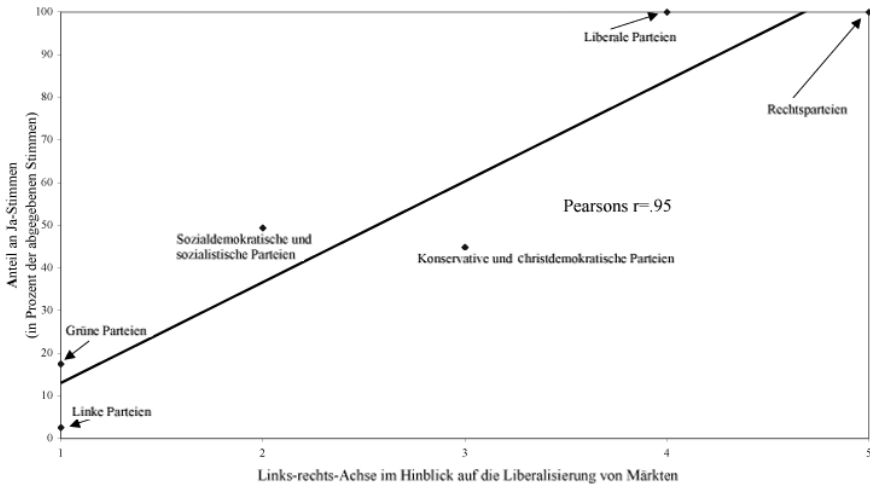 100
90
80
70
60
50
40
30
20
10
0
Anteil an Ja-Stimmen
(in Prozent der abgegebenen Stimmen)
Liberale Parteien
Rechtsparteien
Pearsons r=.95
Sozialdemokratische und
sozialistische Parteien
Konservative und christdemokratische Parteien
Grüne Parteien
Linke Parteien
1
2
3
4
5
Links-rechts-Achse im Hinblick auf die Liberalisierung von Märkten